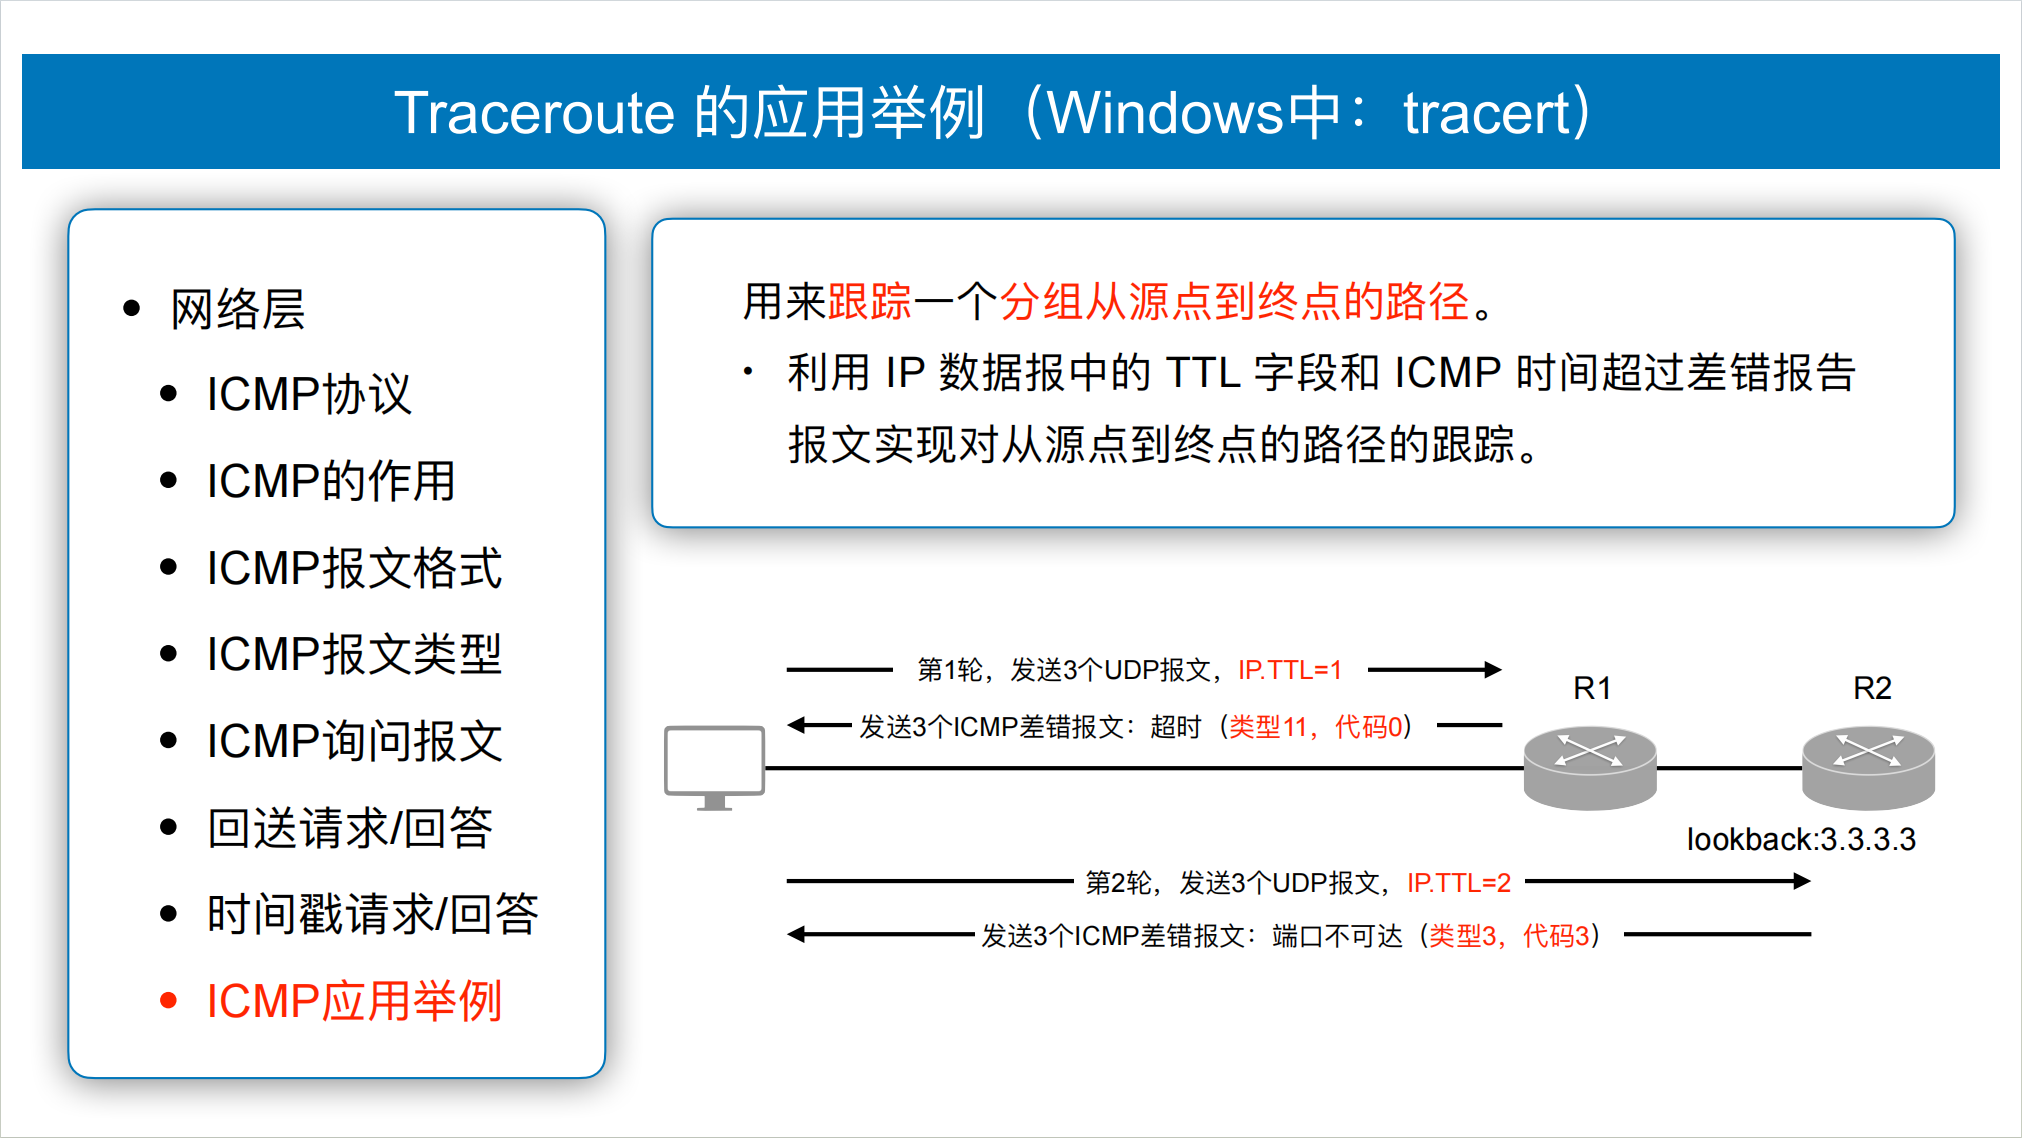 Traceroute 的应用举例（Windows中：tracert）
网络层
ICMP协议
ICMP的作用
ICMP报文格式
ICMP报文类型
ICMP询问报文
回送请求/回答
时间戳请求/回答
ICMP应用举例
用来跟踪一个分组从源点到终点的路径。
利用 IP 数据报中的 TTL 字段和 ICMP 时间超过差错报告
报文实现对从源点到终点的路径的跟踪。
第1轮，发送3个UDP报文，IP.TTL=1
R1
R2
发送3个ICMP差错报文：超时（类型11，代码0）
lookback:3.3.3.3
第2轮，发送3个UDP报文，IP.TTL=2
发送3个ICMP差错报文：端口不可达（类型3，代码3）